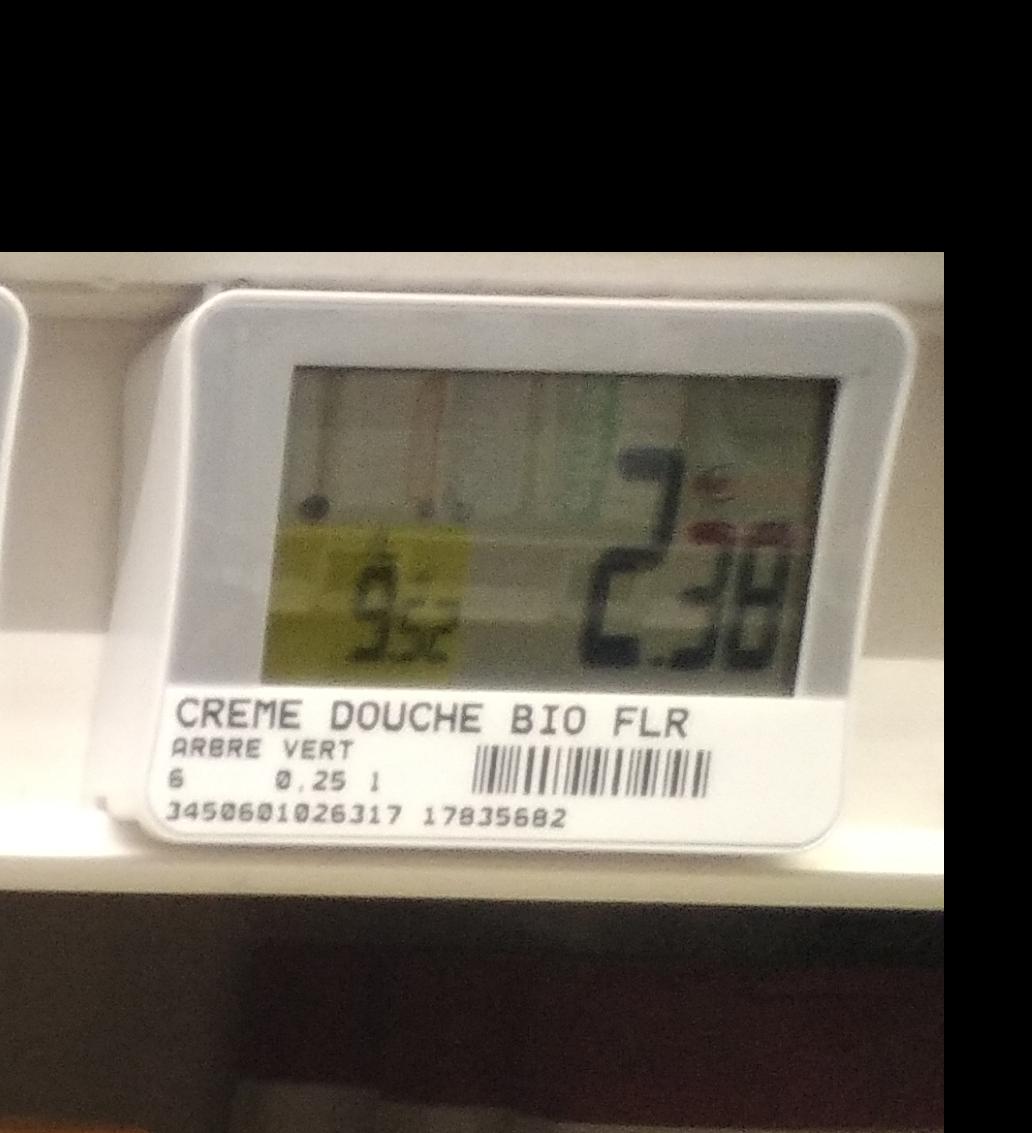 €
9.52 2.38
CREME DOUCHE BIO FLR
ARBRE VERT
6 0.25 l
3450601026317 17835682